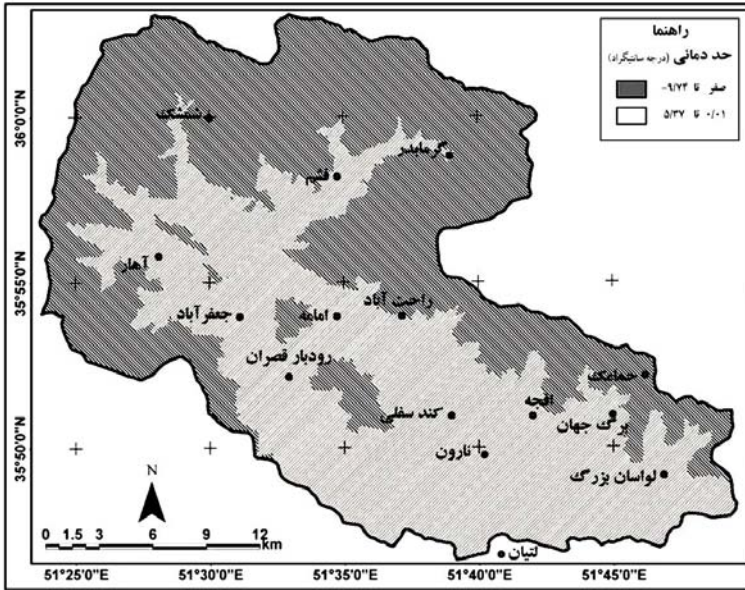 راهنما
حد دمائی (درجه سانتیگراد)
صفر تا ۹/۷۴-
۰/۰۱ تا ۵/۳۷
36°0'0"N
35°55'0"N
35°50'0"N
شمشک
گرمابدر
فشم
آهار
راحت آباد
جعفرآباد
امامه
رودبار قصران
کند سفلی
افجه
برگ جهان
نارون
لواسان بزرگ
لتیان
N
0 1.5 3 6 9 12
km
51°25'0"E 51°30'0"E 51°35'0"E 51°40'0"E 51°45'0"E